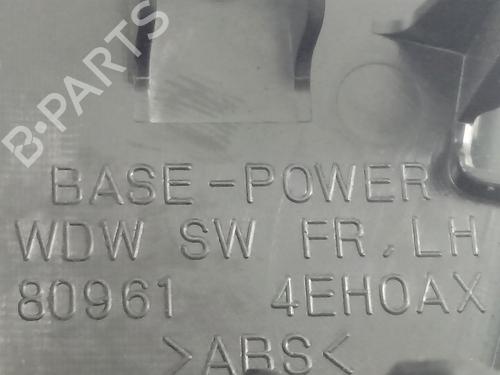 B-PARTS
BASE-POWER
WDW SW FR, LH
80961 4EH0AX
>ABS<